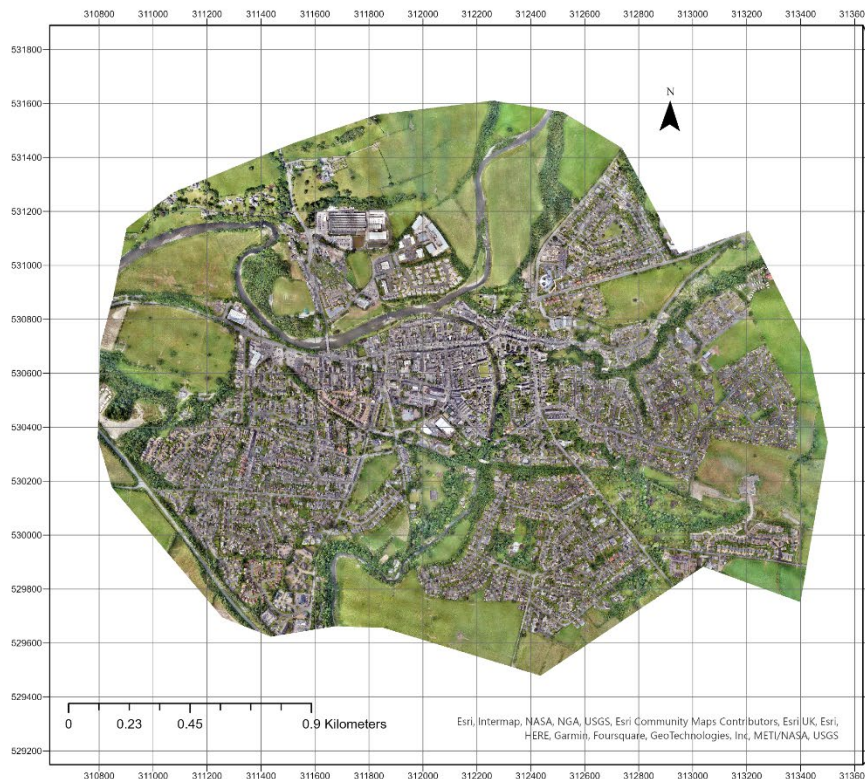 310800 311000 311200 311400 311600 311800 312000 312200 312400 312600 312800 313000 313200 313400 31360
531800
531600
N
531400
531200
531000
530800
530600
530400
530200
530000
529800
529600
529400
0 0.23 0.45 0.9 Kilometers
Esri, Intermap, NASA, NGA, USGS, Esri Community Maps Contributors, Esri UK, Esri,
HERE, Garmin, Foursquare, GeoTechnologies, Inc, METI/NASA, USGS
529200
310800 311000 311200 311400 311600 311800 312000 312200 312400 312600 312800 313000 313200 313400 31360